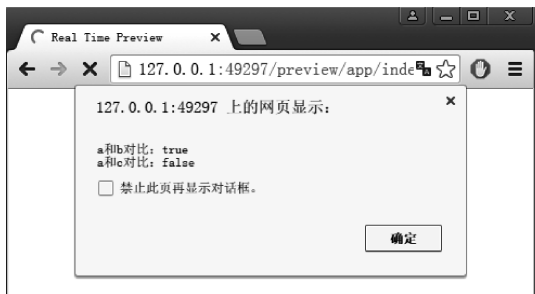 Real Time Preview
127.0.0.1:49297/preview/app/inde
127.0.0.1:49297 上的网页显示:
a和b对比: true
a和c对比: false
禁止此页再显示对话框。
确定